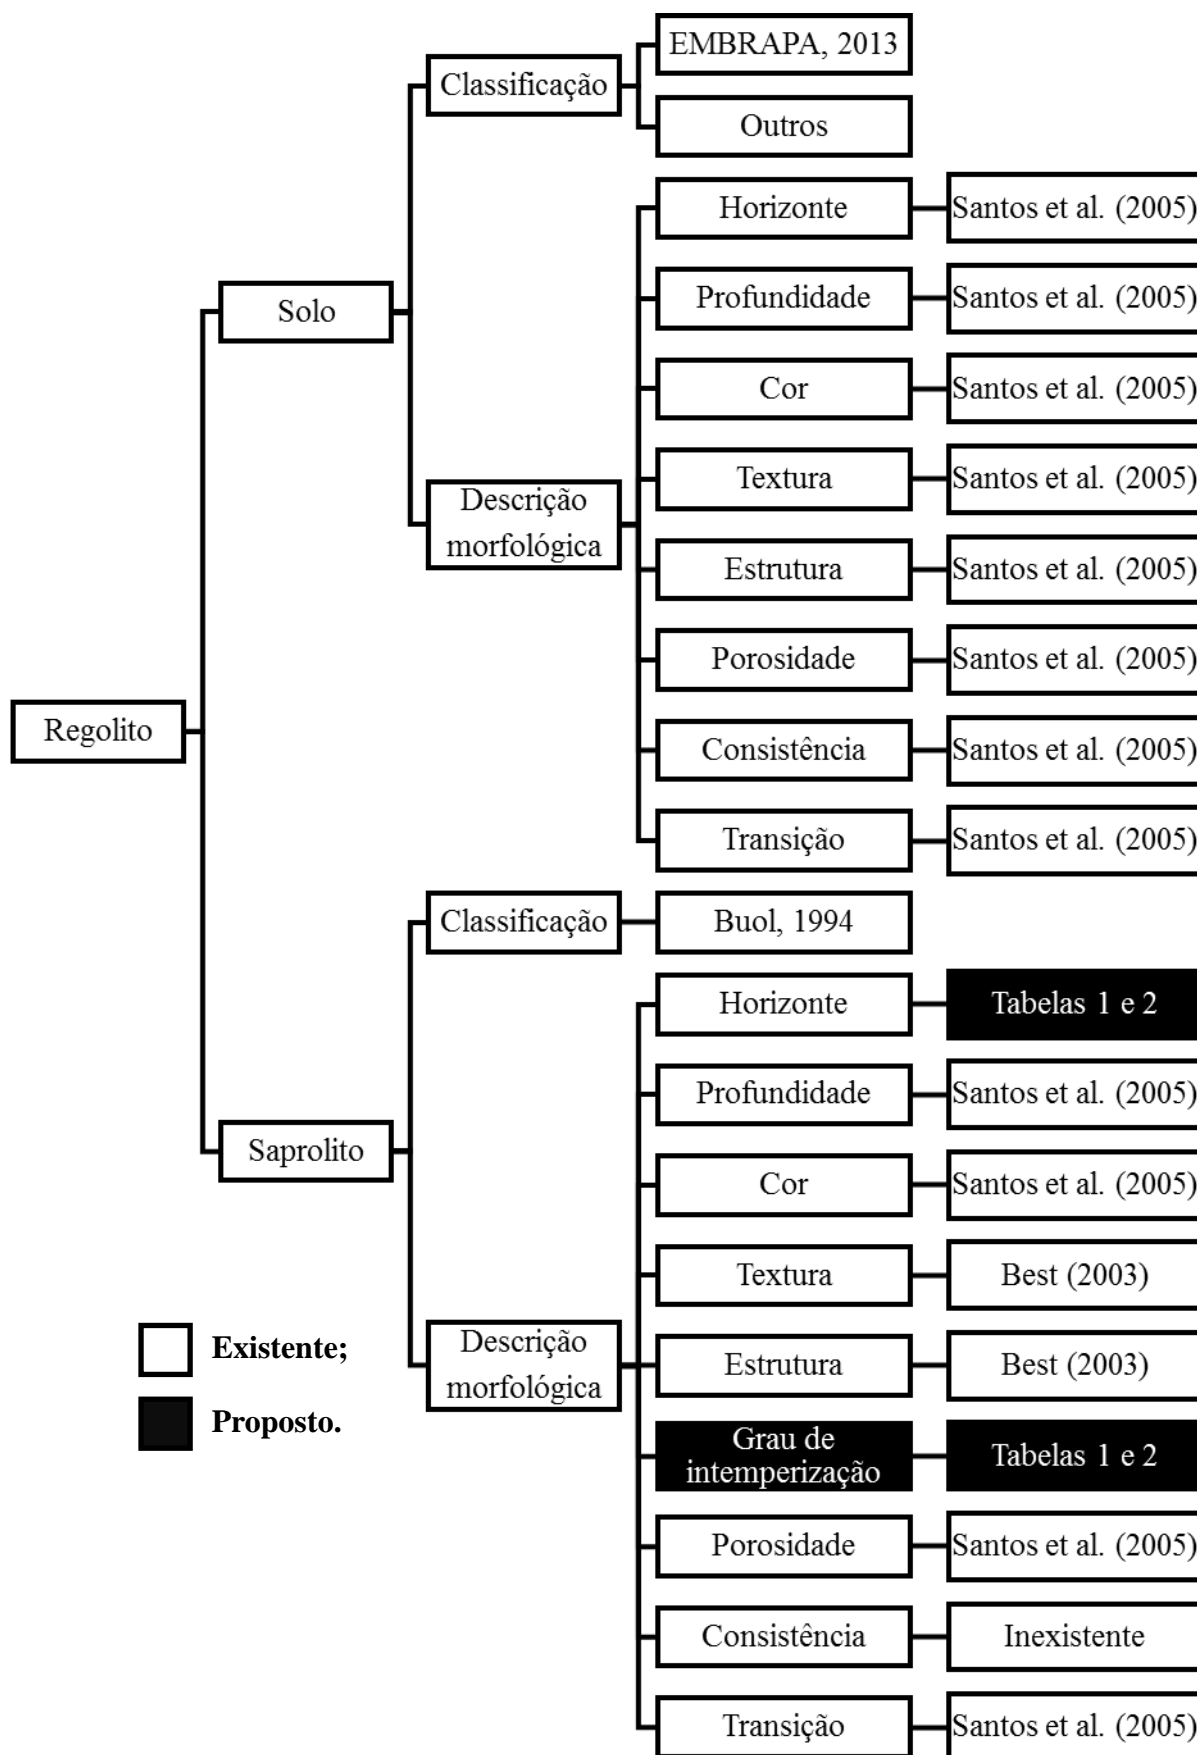 EMBRAPA, 2013
Classificação
Outros
Horizonte
Santos et al. (2005)
Profundidade
Santos et al. (2005)
Solo
Cor
Santos et al. (2005)
Textura
Santos et al. (2005)
Descrição
morfológica
Estrutura
Santos et al. (2005)
Porosidade
Santos et al. (2005)
Regolito
Consistência
Santos et al. (2005)
Transição
Santos et al. (2005)
Classificação
Buol, 1994
Horizonte
Tabelas 1 e 2
Profundidade
Santos et al. (2005)
Saprolito
Cor
Santos et al. (2005)
Textura
Best (2003)
Descrição
morfológica
Estrutura
Best (2003)
Grau de
intemperização
Tabelas 1 e 2
Porosidade
Santos et al. (2005)
Consistência
Inexistente
Transição
Santos et al. (2005)
Existente;
Proposto.